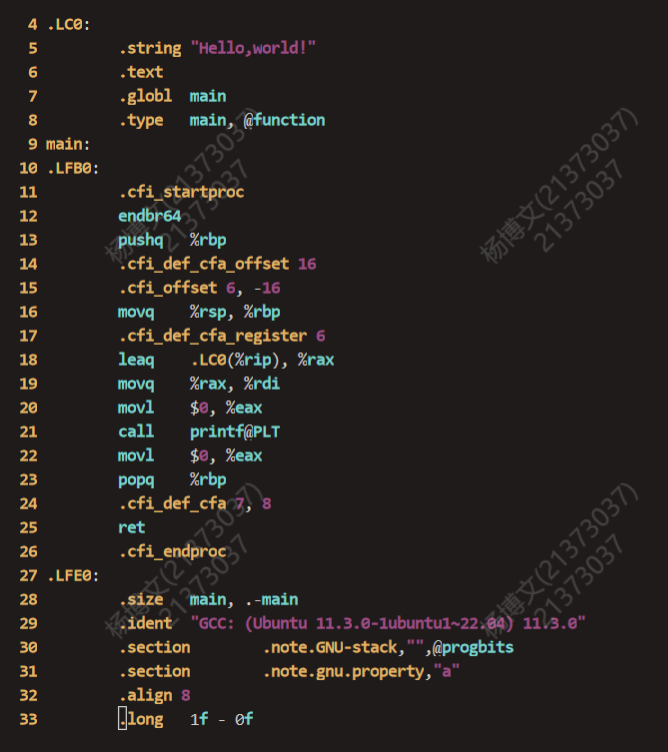 4 .LC0:
5 .string "Hello,world!"
6 .text
7 .globl main
8 .type main, @function
9 main:
10 .LFB0:
11 .cfi_startproc
12 endbr64
13 pushq %rbp
14 .cfi_def_cfa_offset 16
15 .cfi_offset 6, -16
16 movq %rsp, %rbp
17 .cfi_def_cfa_register 6
18 leaq .LC0(%rip), %rax
19 movq %rax, %rdi
20 movl $0, %eax
21 call printf@PLT
22 movl $0, %eax
23 popq %rbp
24 .cfi_def_cfa 7, 8
25 ret
26 .cfi_endproc
27 .LFE0:
28 .size main, .-main
29 .ident "GCC: (Ubuntu 11.3.0-1ubuntu1~22.04) 11.3.0"
30 .section .note.GNU-stack,"",@progbits
31 .section .note.gnu.property,"a"
32 .align 8
33 .long 1f - 0f
杨博文(21373037)
21373037
杨博文(21373037)
21373037
杨博文(21373037)
21373037
杨博文(21373037)
21373037